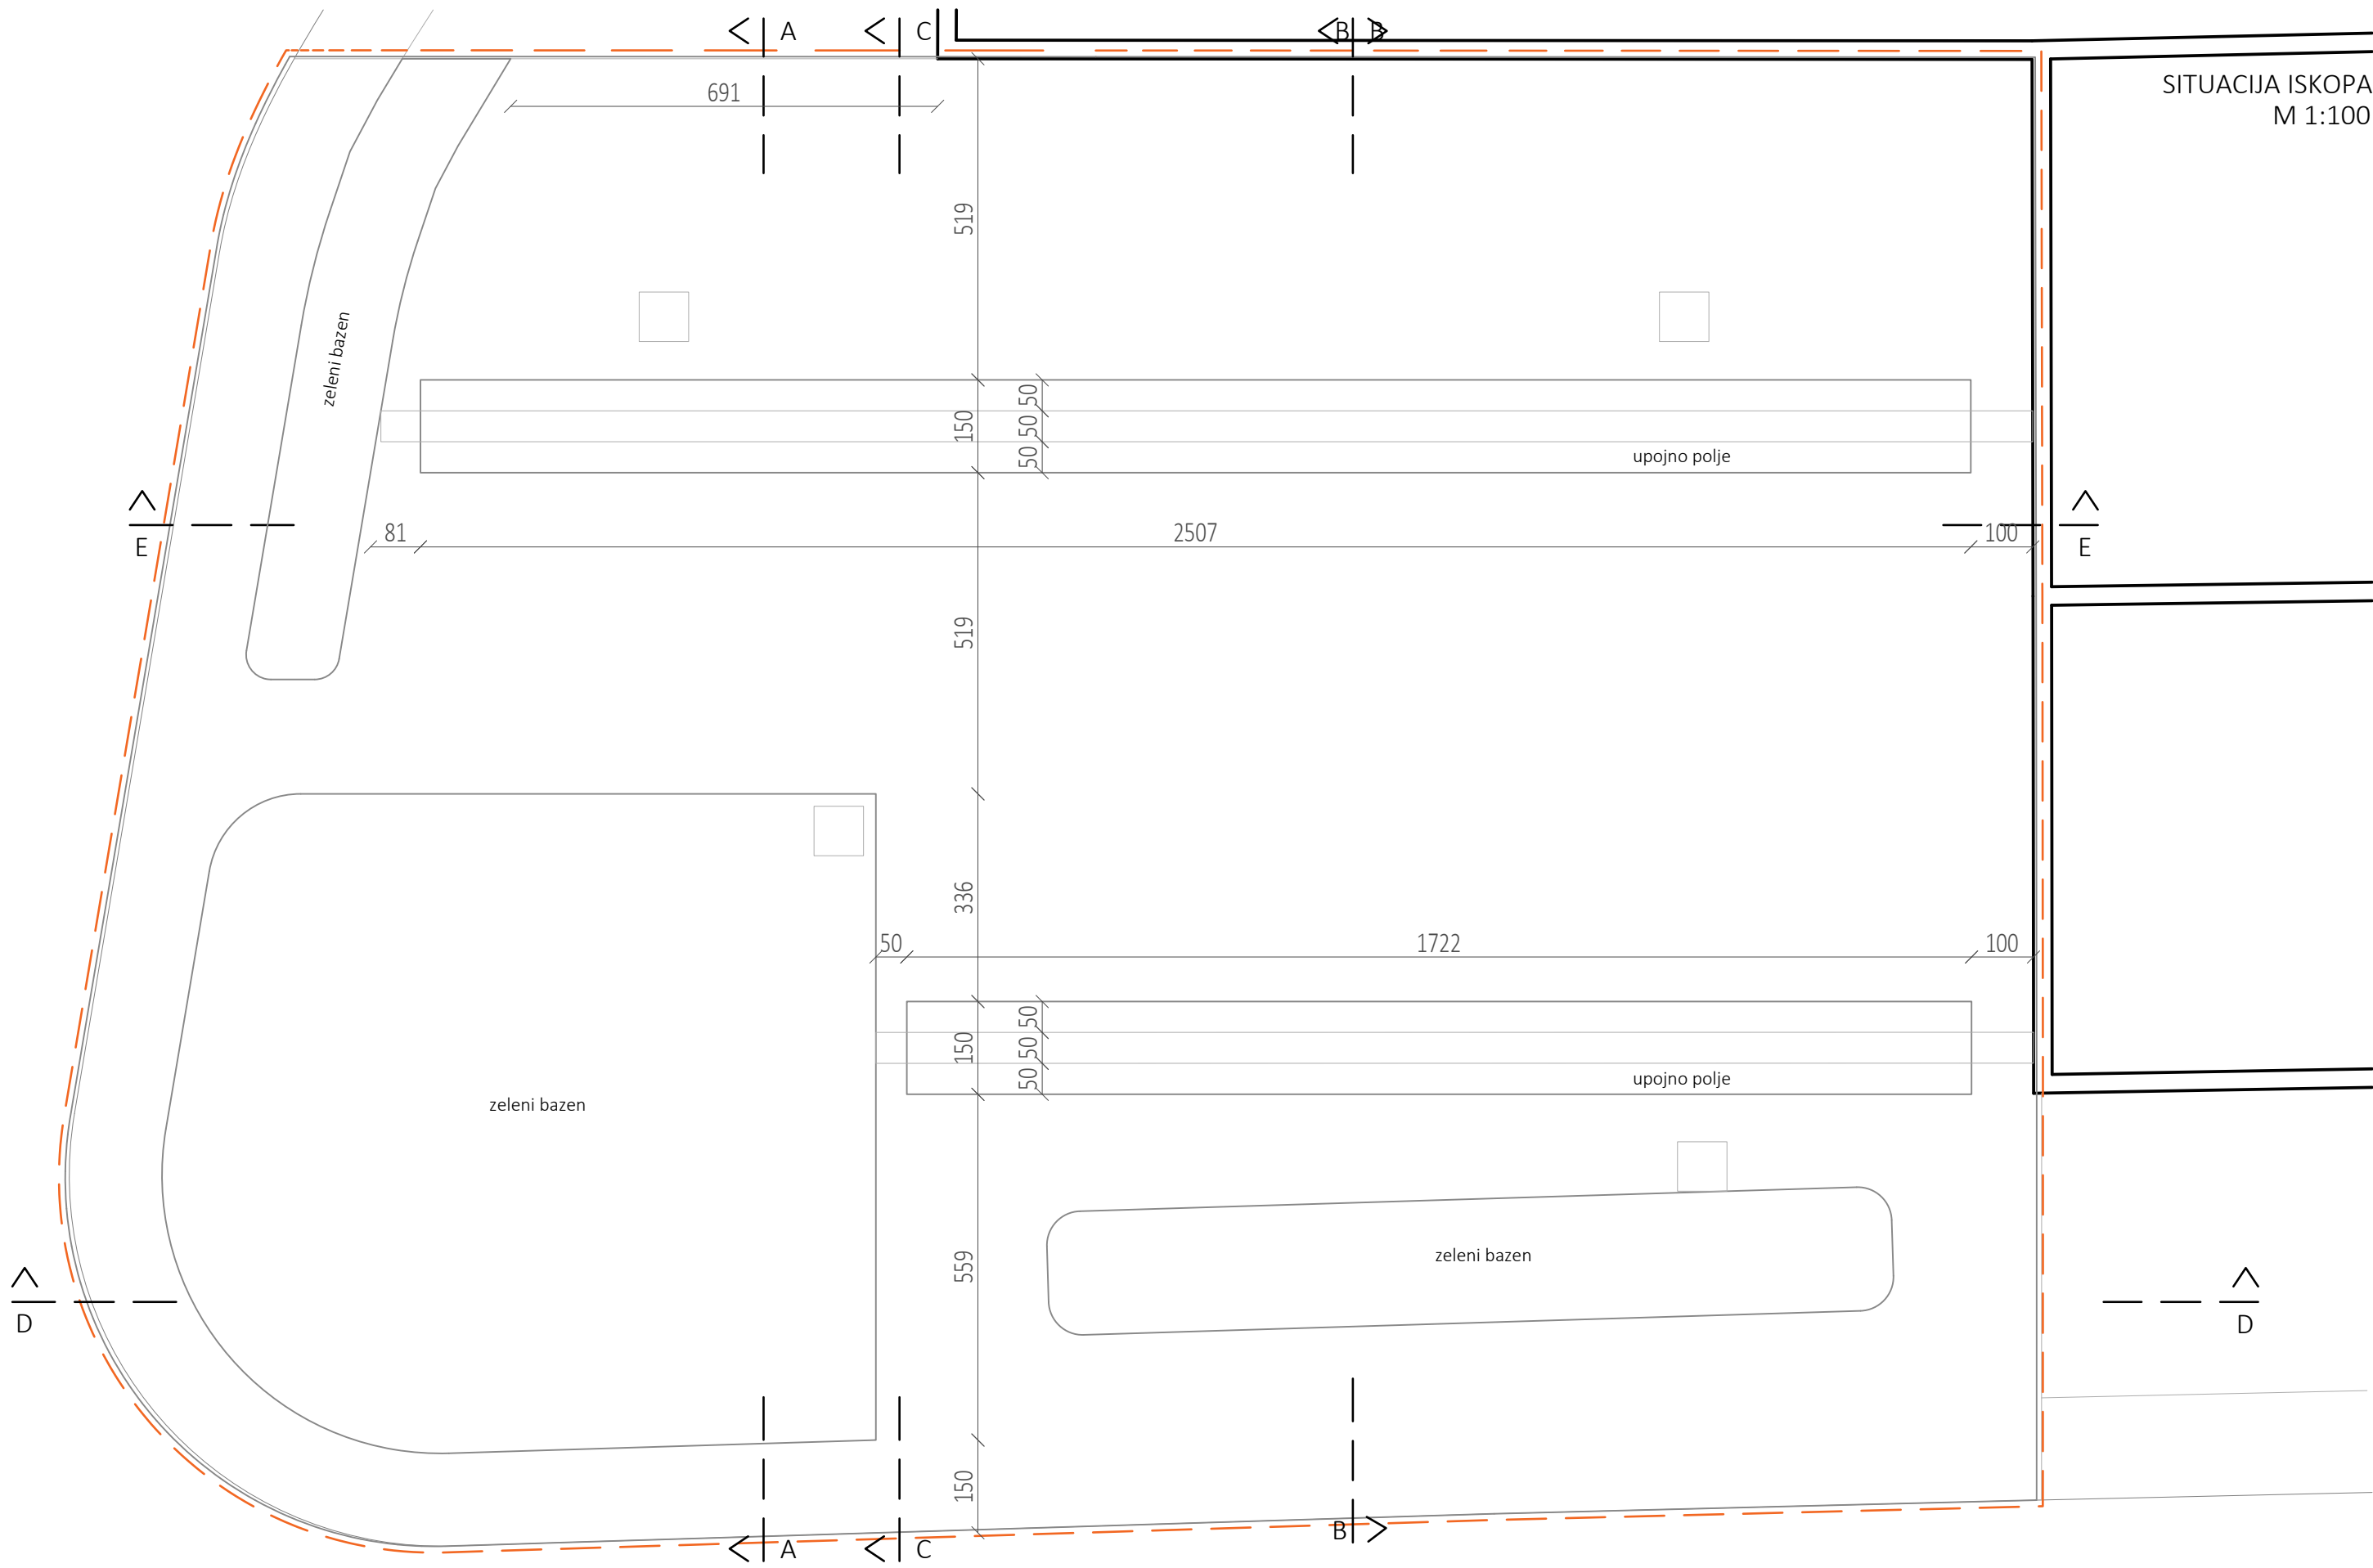 A
C
B
B
SITUACIJA ISKOPA
M 1:100
691
519
zeleni bazen
50
150
50
50
upojno polje
E
81
2507
100
E
519
336
50
1722
100
50
150
50
50
upojno polje
zeleni bazen
559
zeleni bazen
D
D
150
B
A
C